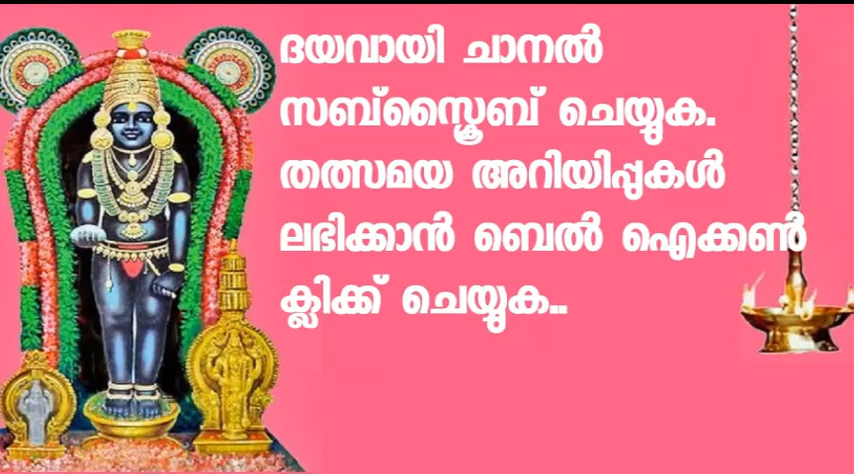 ദയവായി ചാനൽ
സബ്സ്ക്രൈബ് ചെയ്യുക.
തത്സമയ അറിയിപ്പുകൾ
ലഭിക്കാൻ ബെൽ ഐക്കൺ
ക്ലിക്ക് ചെയ്യുക..